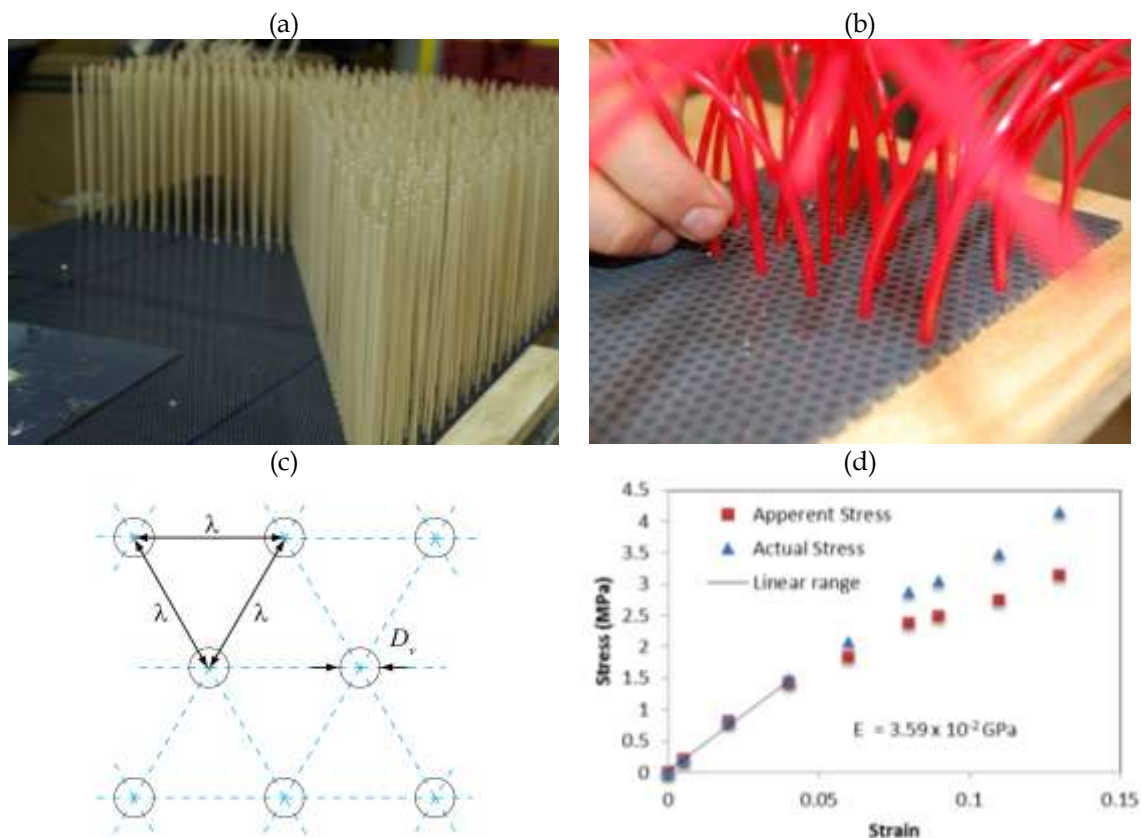 (a)
(b)
(c)
(d)
λ
λ
λ
D_v
4.5
4
3.5
3
2.5
2
1.5
1
0.5
0
Stress (MPa)
Apperent Stress
Actual Stress
Linear range
E = 3.59 x 10⁻² GPa
0
0.05
0.1
0.15
Strain